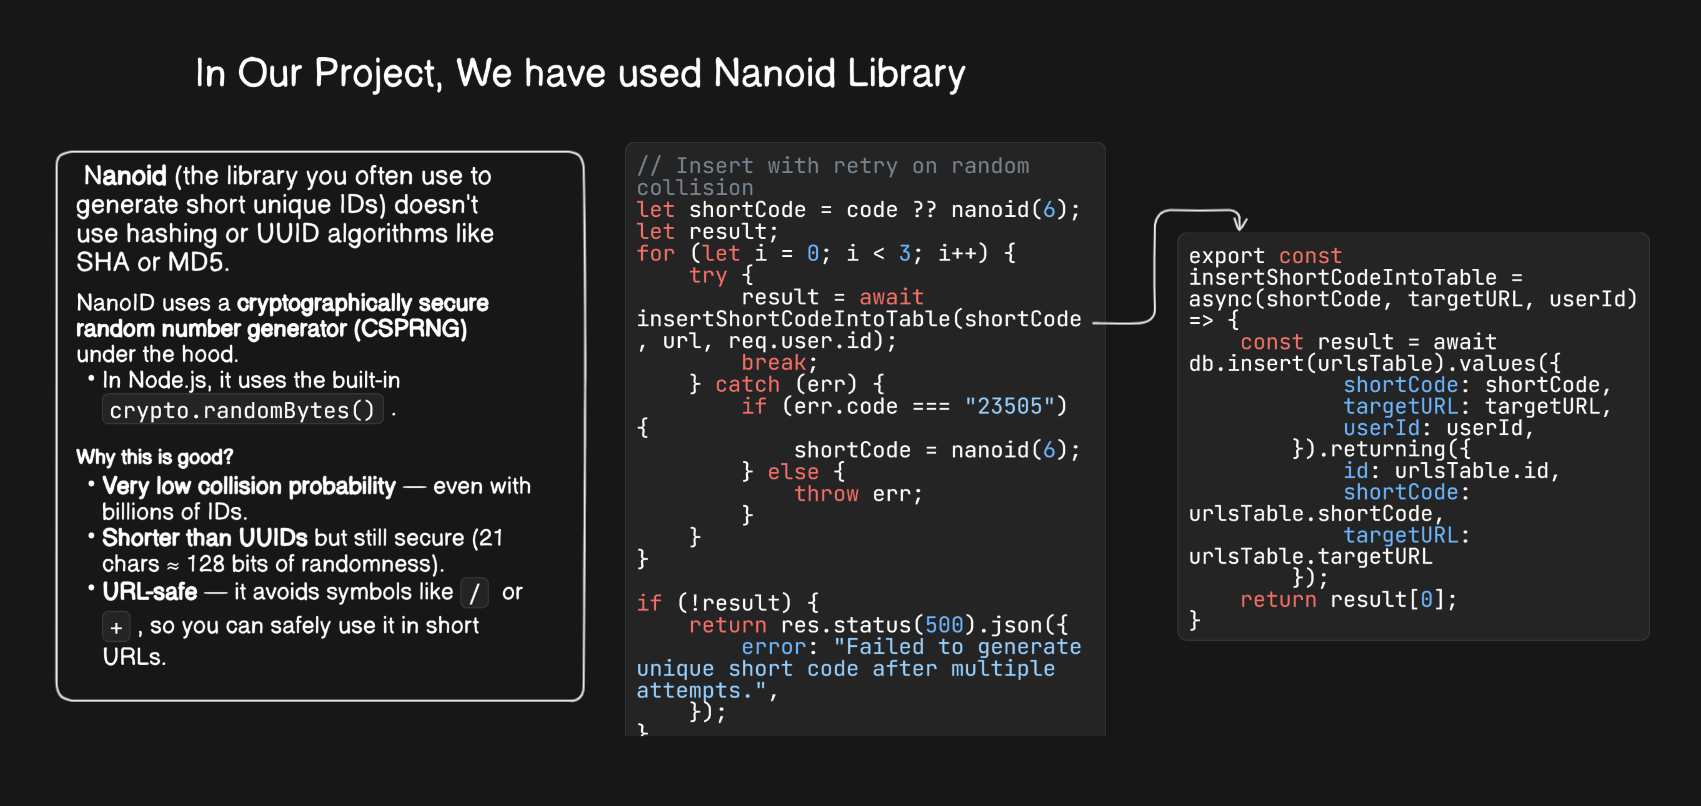 In Our Project, We have used Nanoid Library
Nanoid (the library you often use to
generate short unique IDs) doesn't
use hashing or UUID algorithms like
SHA or MD5.
NanoID uses a cryptographically secure
random number generator (CSPRNG)
under the hood.
• In Node.js, it uses the built-in
crypto.randomBytes() .
Why this is good?
• Very low collision probability — even with
billions of IDs.
• Shorter than UUIDs but still secure (21
chars ≈ 128 bits of randomness).
• URL-safe — it avoids symbols like / or
+ , so you can safely use it in short
URLs.
// Insert with retry on random
collision
let shortCode = code ?? nanoid(6);
let result;
for (let i = 0; i < 3; i++) {
    try {
        result = await
insertShortCodeIntoTable(shortCode
, url, req.user.id);
        break;
    } catch (err) {
        if (err.code === "23505")
{
            shortCode = nanoid(6);
        } else {
            throw err;
        }
    }
}
if (!result) {
    return res.status(500).json({
        error: "Failed to generate
unique short code after multiple
attempts.",
    });
}
export const
insertShortCodeIntoTable =
async(shortCode, targetURL, userId)
=> {
    const result = await
db.insert(urlsTable).values({
            shortCode: shortCode,
            targetURL: targetURL,
            userId: userId,
        }).returning({
            id: urlsTable.id,
            shortCode:
urlsTable.shortCode,
            targetURL:
urlsTable.targetURL
        });
    return result[0];
}